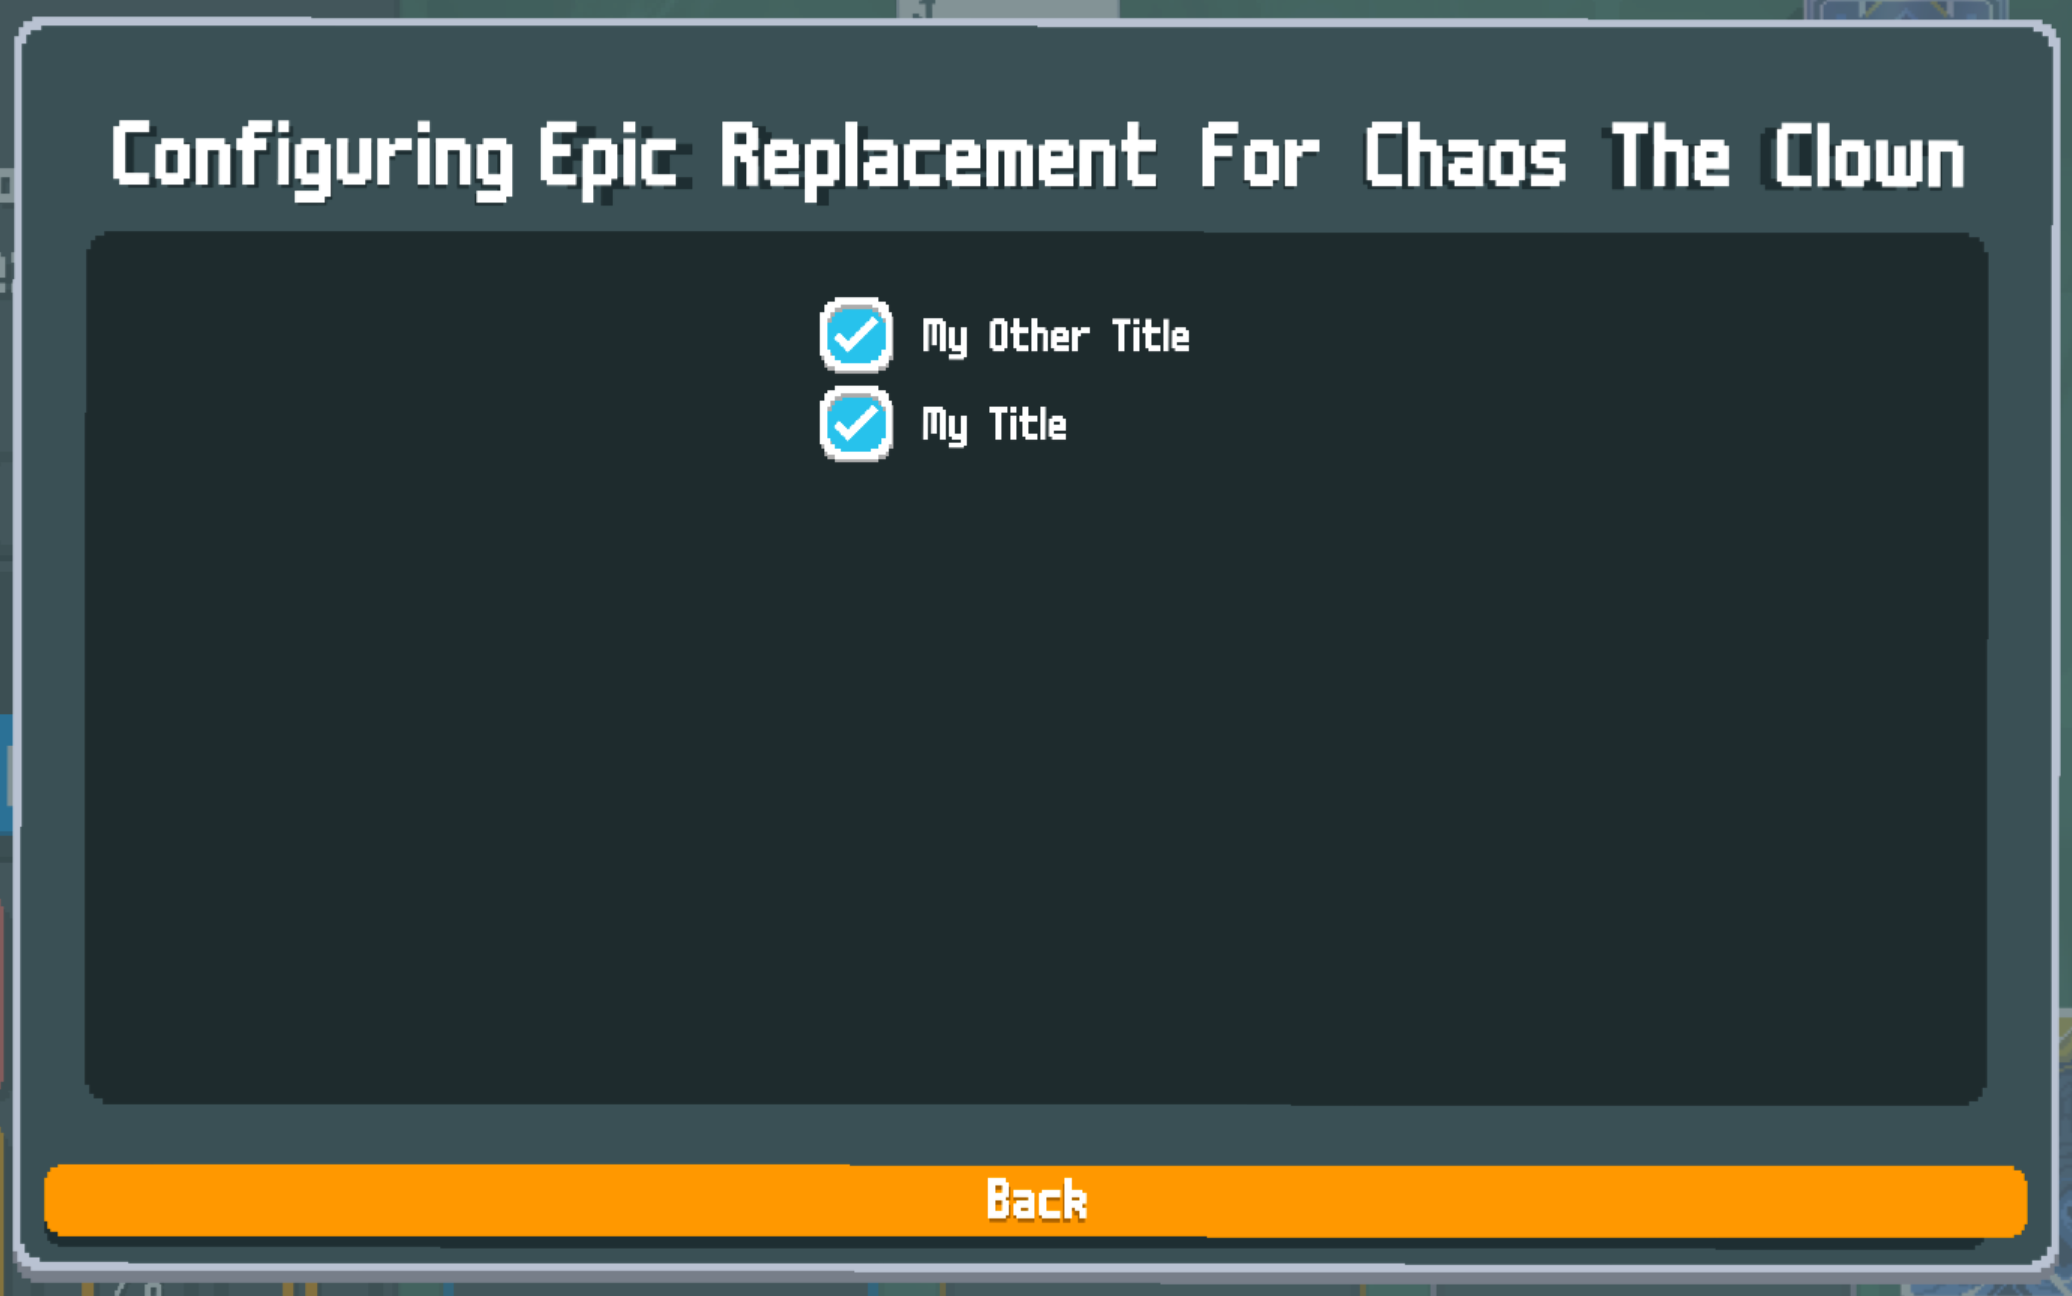 Configuring Epic Replacement For Chaos The Clown
My Other Title
My Title
Back